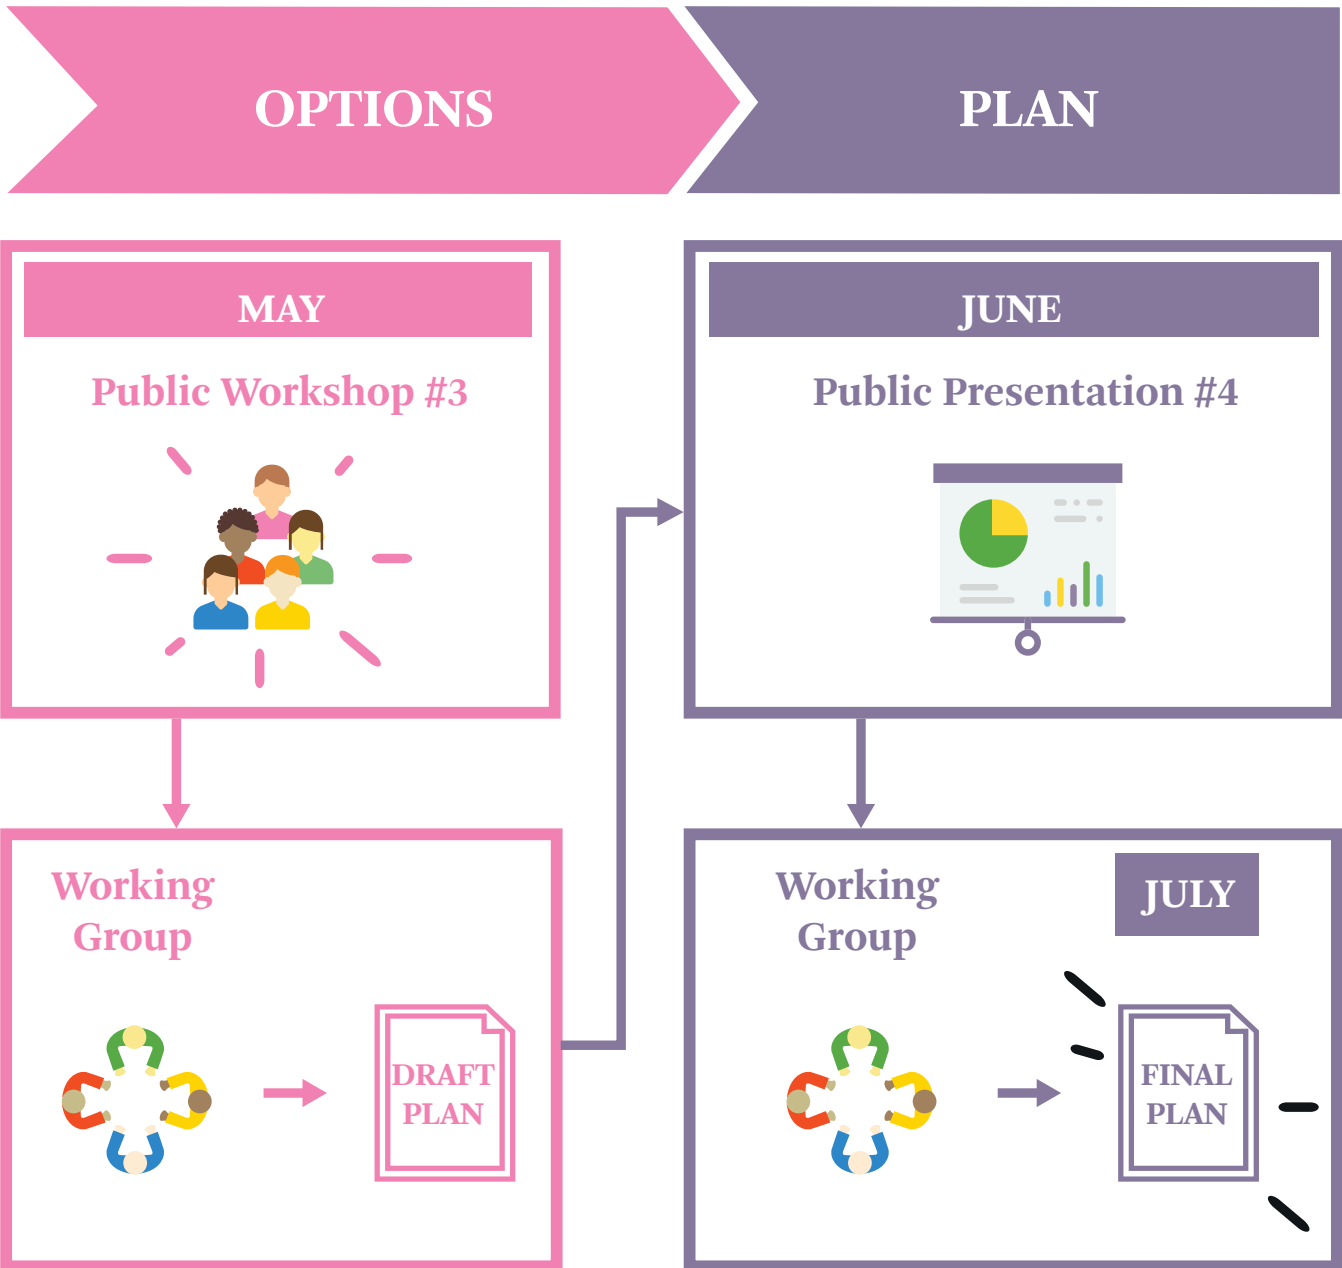 OPTIONS
PLAN
MAY
Public Workshop #3
JUNE
Public Presentation #4
Working
Group
DRAFT
PLAN
Working
Group
JULY
FINAL
PLAN